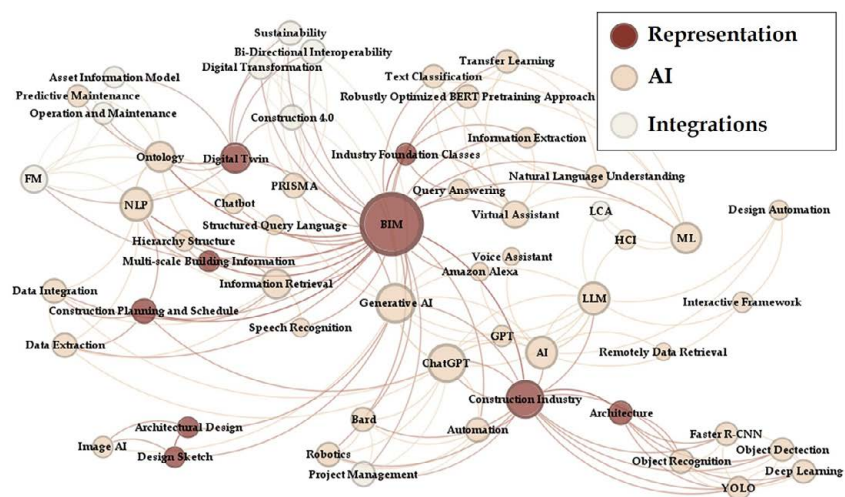 Sustainability
Bi-Directional Interoperability
Digital Transformation
Asset Information Model
Predictive Maintenance
Operation and Maintenance
Construction 4.0
Text Classification
Transfer Learning
Robustly Optimized BERT Pretraining Approach
Representation
AI
Integrations
Information Extraction
Ontology
Digital Twin
Industry Foundation Classes
FM
PRISMA
Query Answering
Natural Language Understanding
NLP
Chatbot
BIM
Virtual Assistant
LCA
Design Automation
Structured Query Language
Hierarchy Structure
HCI
ML
Multi-scale Building Information
Voice Assistant
Amazon Alexa
Data Integration
Information Retrieval
Construction Planning and Schedule
Generative AI
LLM
Interactive Framework
Speech Recognition
GPT
Data Extraction
ChatGPT
AI
Remotely Data Retrieval
Construction Industry
Architecture
Architectural Design
Bard
Automation
Image AI
Design Sketch
Robotics
Project Management
Faster R-CNN
Object Dectection
Object Recognition
Deep Learning
YOLO